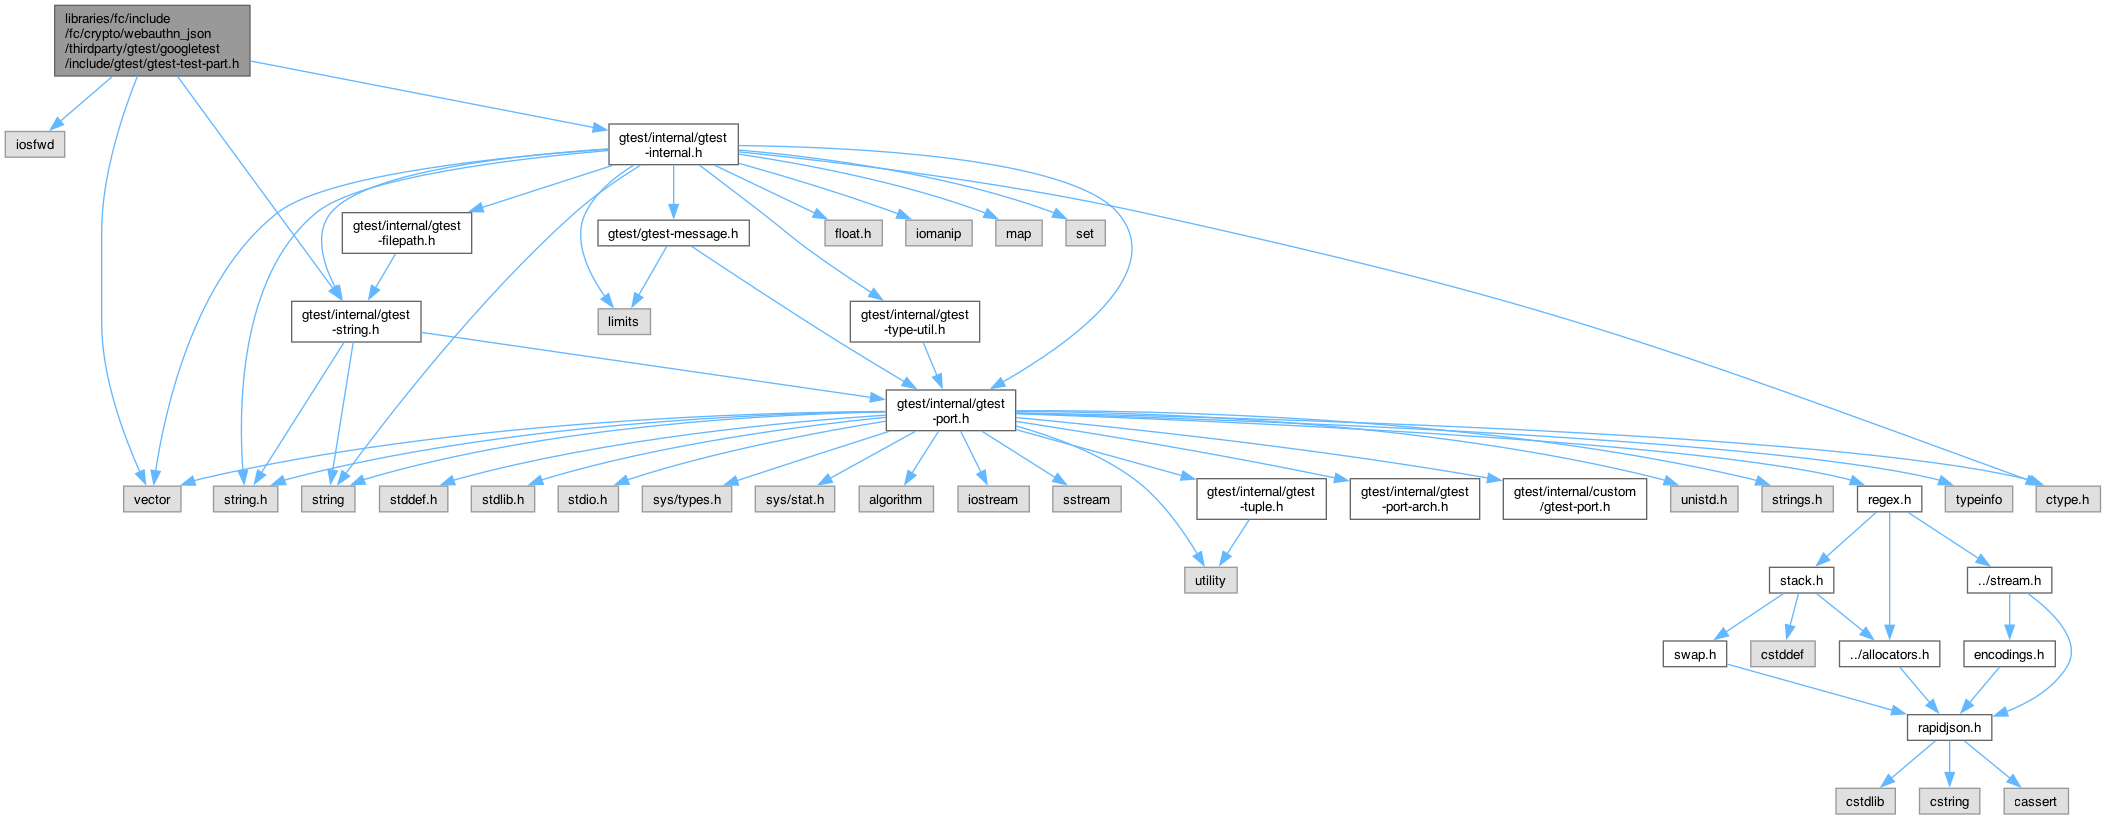 libraries/fc/include
/fc/crypto/webauthn_json
/thirdparty/gtest/googletest
/include/gtest/gtest-test-part.h
iosfwd
gtest/internal/gtest
-internal.h
gtest/internal/gtest
-filepath.h
gtest/gtest-message.h
float.h
iomanip
map
set
gtest/internal/gtest
-string.h
limits
gtest/internal/gtest
-type-util.h
gtest/internal/gtest
-port.h
vector
string.h
string
stddef.h
stdlib.h
stdio.h
sys/types.h
sys/stat.h
algorithm
iostream
sstream
gtest/internal/gtest
-tuple.h
gtest/internal/gtest
-port-arch.h
gtest/internal/custom
/gtest-port.h
unistd.h
strings.h
regex.h
typeinfo
ctype.h
utility
stack.h
../stream.h
swap.h
cstddef
../allocators.h
encodings.h
rapidjson.h
cstdlib
cstring
cassert